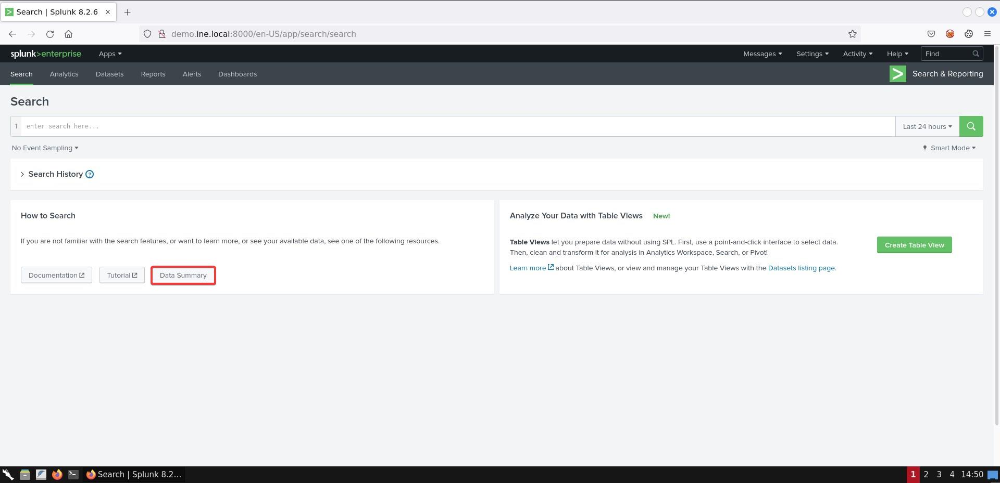 Search | Splunk 8.2.6
demo.ine.local:8000/en-US/app/search/search
splunk>enterprise Apps Messages Settings Activity Help Find
Search Analytics Datasets Reports Alerts Dashboards Search & Reporting
Search
1 enter search here... Last 24 hours
No Event Sampling Smart Mode
Search History ?
How to Search
If you are not familiar with the search features, or want to learn more, or see your available data, see one of the following resources.
Documentation Tutorial Data Summary
Analyze Your Data with Table Views New!
Table Views let you prepare data without using SPL. First, use a point-and-click interface to select data.
Then, clean and transform it for analysis in Analytics Workspace, Search, or Pivot!
Create Table View
Learn more about Table Views, or view and manage your Table Views with the Datasets listing page.
Search | Splunk 8.2... 1 2 3 4 14:50